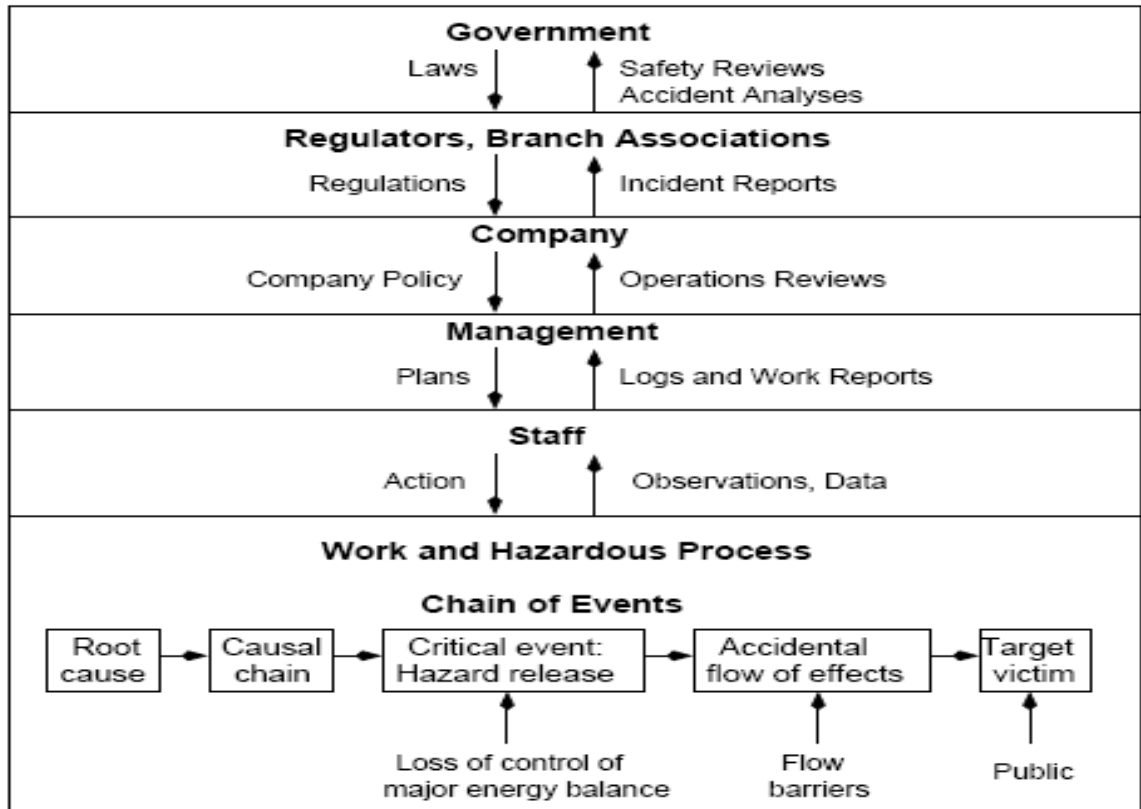 Government
Laws
Safety Reviews
Accident Analyses
Regulators, Branch Associations
Regulations
Incident Reports
Company
Company Policy
Operations Reviews
Management
Plans
Logs and Work Reports
Staff
Action
Observations, Data
Work and Hazardous Process
Chain of Events
Root
cause
Causal
chain
Critical event:
Hazard release
Accidental
flow of effects
Target
victim
Loss of control of
major energy balance
Flow
barriers
Public